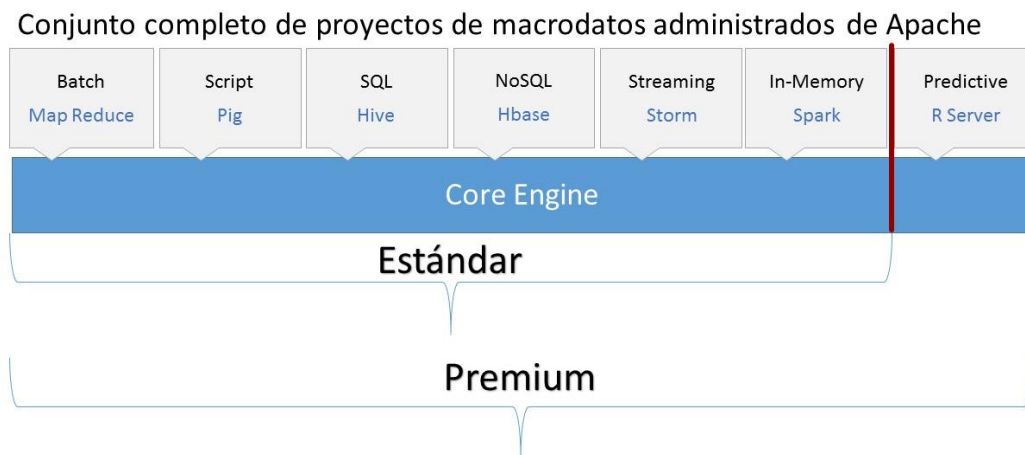 Conjunto completo de proyectos de macrodatos administrados de Apache
Batch
Map Reduce
Script
Pig
SQL
Hive
NoSQL
Hbase
Streaming
Storm
In-Memory
Spark
Predictive
R Server
Core Engine
Estándar
Premium